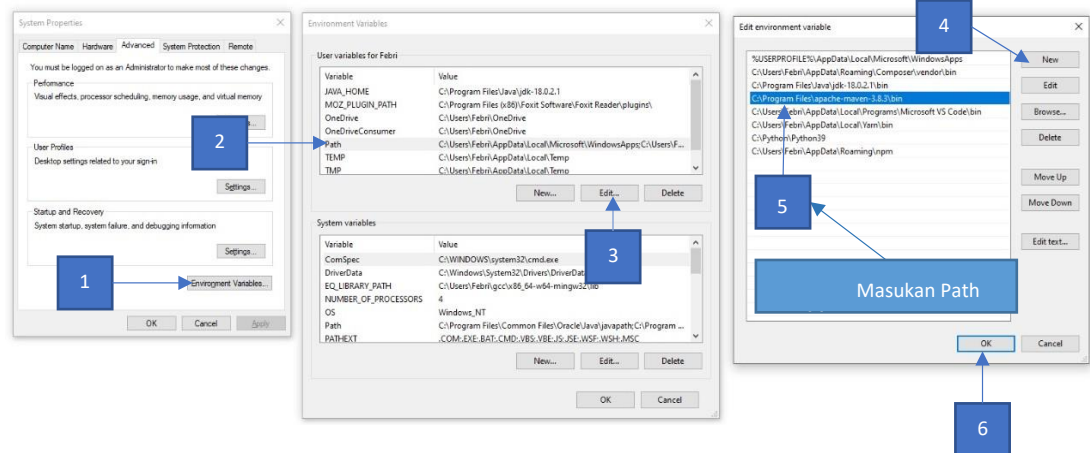 System Properties
Computer Name Hardware Advanced System Protection Remote
You must be logged on as an Administrator to make most of these changes.
Performance
Visual effects, processor scheduling, memory usage, and virtual memory
User Profiles
Desktop settings related to your sign-in
Settings...
Startup and Recovery
System startup, system failure, and debugging information
Settings...
Environment Variables...
OK Cancel Apply
1
2
Environment Variables
User variables for Febri
Variable Value
JAVA_HOME C:\Program Files\Java\jdk-18.0.2.1
MOZ_PLUGIN_PATH C:\Program Files (x86)\Foxit Software\Foxit Reader\plugins\
OneDrive C:\Users\Febri\OneDrive
OneDriveConsumer C:\Users\Febri\OneDrive
Path C:\Users\Febri\AppData\Local\Microsoft\WindowsApps;C:\Users\F...
TEMP C:\Users\Febri\AppData\Local\Temp
TMP C:\Users\Febri\AppData\Local\Temp
New... Edit... Delete
3
System variables
Variable Value
ComSpec C:\WINDOWS\system32\cmd.exe
DriverData C:\Windows\System32\Drivers\DriverDat
EQ_LIBRARY_PATH C:\Users\Febri\gcc\x86_64-w64-mingw32\lib
NUMBER_OF_PROCESSORS 4
OS Windows_NT
Path C:\Program Files\Common Files\Oracle\Java\javapath;C:\Program ...
PATHEXT .COM;.EXE;.BAT;.CMD;.VBS;.VBE;.JS;.JSE;.WSF;.WSH;.MSC
New... Edit... Delete
OK Cancel
Edit environment variable
4
%USERPROFILE%\AppData\Local\Microsoft\WindowsApps
C:\Users\Febri\AppData\Roaming\Composer\vendor\bin
C:\Program Files\Java\jdk-18.0.2.1\bin
C:\Program Files\apache-maven-3.8.3\bin
C:\Users\Febri\AppData\Local\Programs\Microsoft VS Code\bin
C:\Users\Febri\AppData\Local\Yarn\bin
C:\Python\Python39
C:\Users\Febri\AppData\Roaming\npm
New
Edit
Browse...
Delete
Move Up
Move Down
Edit text...
5
Masukan Path
OK Cancel
6